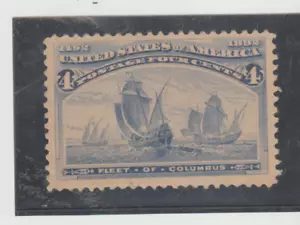 1492 1892
UNITED STATES OF AMERICA
POSTAGE FOUR CENTS
4 4
FLEET OF COLUMBUS